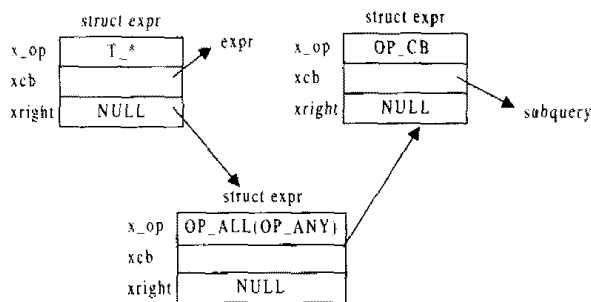 struct expr
x_op T_*
xcb
xright NULL
expr
struct expr
x_op OP_CB
xcb
xright NULL
subquery
struct expr
x_op OP_ALL(OP_ANY)
xcb
xright NULL